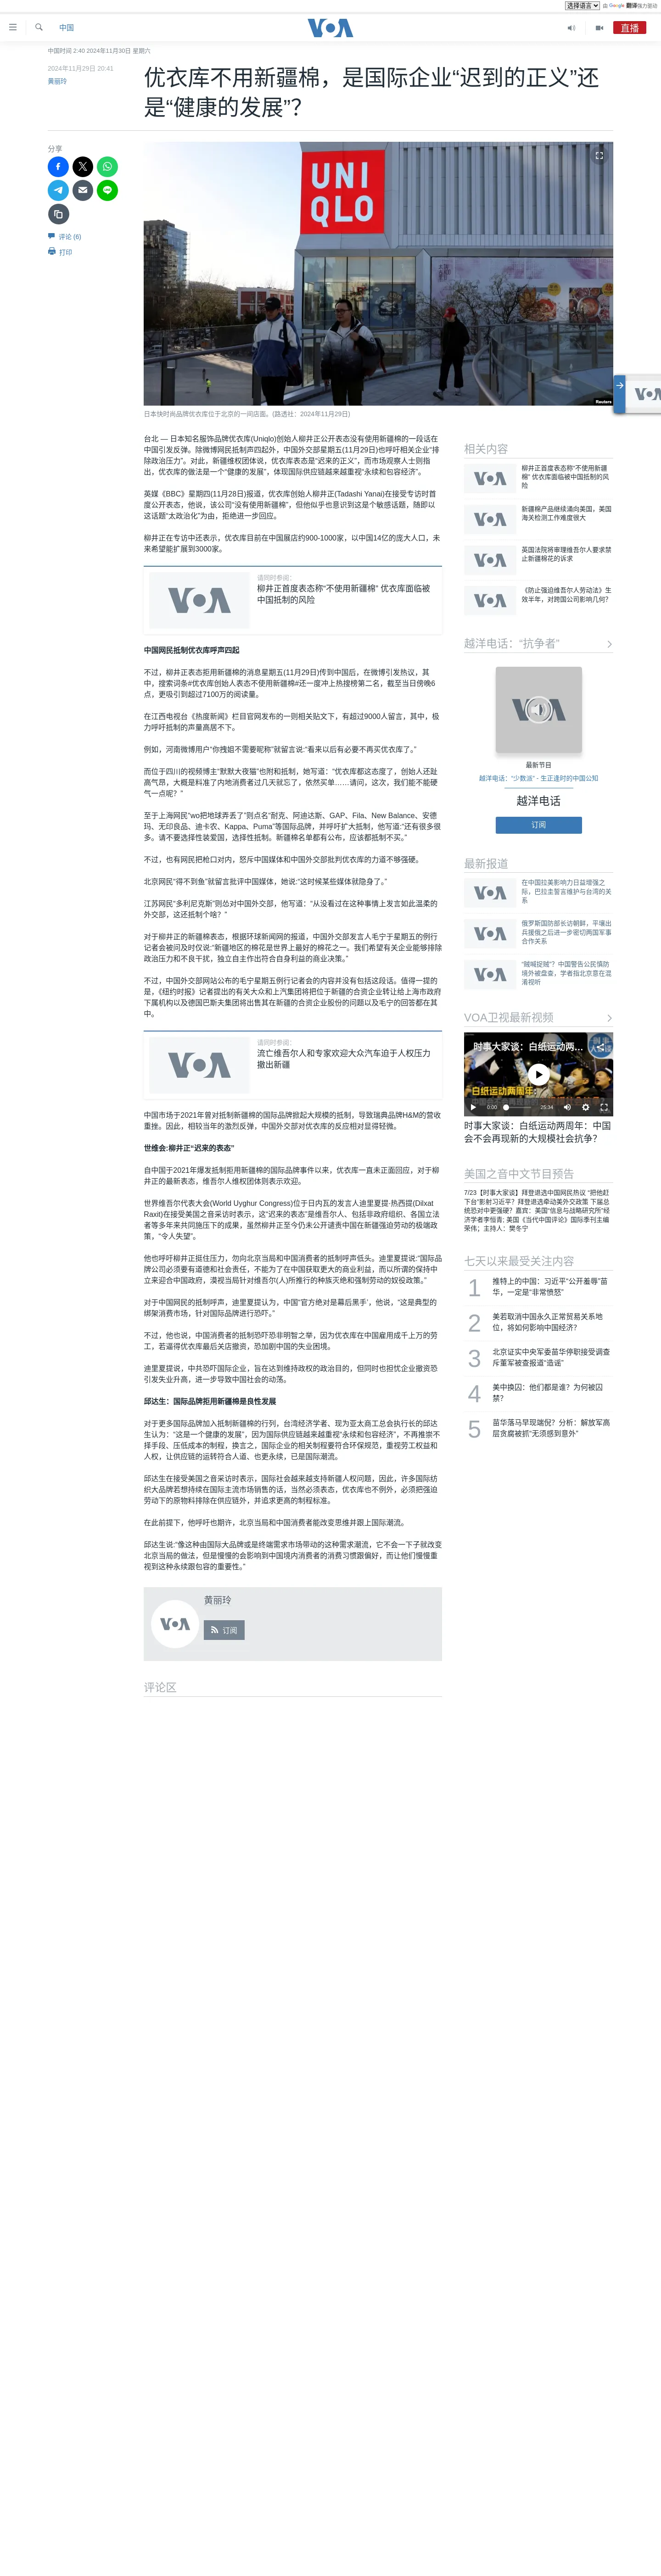 选择语言
由 Google 翻译强力驱动
中国
VOA
直播
中国时间 2:40 2024年11月30日 星期六
2024年11月29日 20:41
黄丽玲
优衣库不用新疆棉，是国际企业“迟到的正义”还
是“健康的发展”？
分享
评论 (6)
打印
UNI
QLO
Reuters
日本快时尚品牌优衣库位于北京的一间店面。(路透社：2024年11月29日)
台北 — 日本知名服饰品牌优衣库(Uniqlo)创始人柳井正公开表态没有使用新疆棉的一段话在
中国引发反弹。除微博网民抵制声四起外，中国外交部星期五(11月29日)也呼吁相关企业“排
除政治压力”。对此，新疆维权团体说，优衣库表态是“迟来的正义”，而市场观察人士则指
出，优衣库的做法是一个“健康的发展”，体现国际供应链越来越重视“永续和包容经济”。
英媒《BBC》星期四(11月28日)报道，优衣库创始人柳井正(Tadashi Yanai)在接受专访时首
度公开表态，他说，该公司“没有使用新疆棉”，但他似乎也意识到这是个敏感话题，随即以
这话题“太政治化”为由，拒绝进一步回应。
柳井正在专访中还表示，优衣库目前在中国展店约900-1000家，以中国14亿的庞大人口，未
来希望能扩展到3000家。
VOA
请同时参阅：
柳井正首度表态称“不使用新疆棉” 优衣库面临被
中国抵制的风险
中国网民抵制优衣库呼声四起
不过，柳井正表态拒用新疆棉的消息星期五(11月29日)传到中国后，在微博引发热议，其
中，搜索词条#优衣库创始人表态不使用新疆棉#还一度冲上热搜榜第二名，截至当日傍晚6
点，更吸引到超过7100万的阅读量。
在江西电视台《热度新闻》栏目官网发布的一则相关贴文下，有超过9000人留言，其中，极
力呼吁抵制的声量高居不下。
例如，河南微博用户“你拽姐不需要昵称”就留言说:“看来以后有必要不再买优衣库了。”
而位于四川的视频博主“默默大夜猫”也附和抵制，她写道：“优衣库都这态度了，创始人还趾
高气昂，大概是料准了内地消费者过几天就忘了，依然买单……请问，这次，我们能不能硬
气一点呢？”
至于上海网民“wo把地球弄丢了”则点名“耐克、阿迪达斯、GAP、Fila、New Balance、安德
玛、无印良品、迪卡农、Kappa、Puma”等国际品牌，并呼吁扩大抵制，他写道:“还有很多很
多。请不要选择性装爱国，选择性抵制。新疆棉名单都有公布，应该都抵制不买。”
不过，也有网民把枪口对内，怒斥中国媒体和中国外交部批判优衣库的力道不够强硬。
北京网民“得不到鱼”就留言批评中国媒体，她说:“这时候某些媒体就隐身了。”
江苏网民“多利尼克斯”则怂对中国外交部，他写道：“从没看过在这种事情上发言如此温柔的
外交部，这还抵制个啥？”
对于柳井正的新疆棉表态，根据环球新闻网的报道，中国外交部发言人毛宁于星期五的例行
记者会被问及时仅说:“新疆地区的棉花是世界上最好的棉花之一。我们希望有关企业能够排除
政治压力和不良干扰，独立自主作出符合自身利益的商业决策。”
不过，中国外交部网站公布的毛宁星期五例行记者会的内容并没有包括这段话。值得一提的
是，《纽约时报》记者提出的有关大众和上汽集团将把位于新疆的合资企业转让给上海市政府
下属机构以及德国巴斯夫集团将出售其在新疆的合资企业股份的问题以及毛宁的回答都在其
中。
VOA
请同时参阅：
流亡维吾尔人和专家欢迎大众汽车迫于人权压力
撤出新疆
中国市场于2021年曾对抵制新疆棉的国际品牌掀起大规模的抵制，导致瑞典品牌H&M的营收
重挫。因此，相较当年的激烈反弹，中国外交部对优衣库的反应相对显得轻微。
世维会:柳井正“迟来的表态”
自中国于2021年爆发抵制拒用新疆棉的国际品牌事件以来，优衣库一直未正面回应，对于柳
井正的最新表态，维吾尔人维权团体则表示欢迎。
世界维吾尔代表大会(World Uyghur Congress)位于日内瓦的发言人迪里夏提·热西提(Dilxat
Raxit)在接受美国之音采访时表示，这“迟来的表态”是维吾尔人、包括非政府组织、各国立法
者等多年来共同施压下的成果，虽然柳井正至今仍未公开谴责中国在新疆强迫劳动的极端政
策，“令人失望”。
他也呼吁柳井正挺住压力，勿向北京当局和中国消费者的抵制呼声低头。迪里夏提说:“国际品
牌公司必须要有道德和社会责任，不能为了在中国获取更大的商业利益，而以所谓的保持中
立来迎合中国政府，漠视当局针对维吾尔(人)所推行的种族灭绝和强制劳动的奴役政策。”
对于中国网民的抵制呼声，迪里夏提认为，中国“官方绝对是幕后黑手’，他说，“这是典型的
绑架消费市场，针对国际品牌进行恐吓。”
不过，他也说，中国消费者的抵制恐吓恐非明智之举，因为优衣库在中国雇用成千上万的劳
工，若逼得优衣库最后关店撤资，恐加剧中国的失业困境。
迪里夏提说，中共恐吓国际企业，旨在达到维持政权的政治目的，但同时也担忧企业撤资恐
引发失业升高，进一步导致中国社会的动荡。
邱达生：国际品牌拒用新疆棉是良性发展
对于更多国际品牌加入抵制新疆棉的行列，台湾经济学者、现为亚太商工总会执行长的邱达
生认为：“这是一个健康的发展”，因为国际供应链越来越重视“永续和包容经济”，不再推崇不
择手段、压低成本的制程，换言之，国际企业的相关制程要符合环保规范，重视劳工权益和
人权，让供应链的运转符合人道、也更永续，已是国际潮流。
邱达生在接受美国之音采访时表示，国际社会越来越支持新疆人权问题，因此，许多国际纺
织大品牌若想持续在国际主流市场销售的话，当然必须表态，优衣库也不例外，必须把强迫
劳动下的原物料排除在供应链外，并追求更高的制程标准。
在此前提下，他呼吁也期许，北京当局和中国消费者能改变思维并跟上国际潮流。
邱达生说:“像这种由国际大品牌或是终端需求市场带动的这种需求潮流，它不会一下子就改变
北京当局的做法，但是慢慢的会影响到中国境内消费者的消费习惯跟偏好，而让他们慢慢重
视到这种永续跟包容的重要性。”
VOA
黄丽玲
订阅
评论区
相关内容
VOA
柳井正首度表态称“不使用新疆
棉” 优衣库面临被中国抵制的风
险
VOA
新疆棉产品继续涌向美国，美国
海关检测工作难度很大
VOA
英国法院将审理维吾尔人要求禁
止新疆棉花的诉求
VOA
《防止强迫维吾尔人劳动法》生
效半年，对跨国公司影响几何？
越洋电话：“抗争者”
VOA
最新节目
越洋电话：“少数派” - 生正逢时的中国公知
越洋电话
订阅
最新报道
VOA
在中国拉美影响力日益增强之
际，巴拉圭誓言维护与台湾的关
系
VOA
俄罗斯国防部长访朝鲜，平壤出
兵援俄之后进一步密切两国军事
合作关系
VOA
“贼喊捉贼”？中国警告公民慎防
境外被盘查，学者指北京意在混
淆视听
VOA卫视最新视频
时事大家谈：白纸运动两…
白纸运动两周年：
0:00
25:34
时事大家谈：白纸运动两周年：中国
会不会再现新的大规模社会抗争？
美国之音中文节目预告
7/23【时事大家谈】拜登退选中国网民热议 “把他赶
下台”影射习近平？拜登退选牵动美外交政策 下届总
统恐对中更强硬？嘉宾：美国“信息与战略研究所”经
济学者李恒青; 美国《当代中国评论》国际季刊主编
荣伟；主持人：樊冬宁
七天以来最受关注内容
1
推特上的中国：习近平“公开羞辱”苗
华，一定是“非常愤怒”
2
美若取消中国永久正常贸易关系地
位，将如何影响中国经济？
3
北京证实中央军委苗华停职接受调查
斥董军被查报道“造谣”
4
美中换囚：他们都是谁？为何被囚
禁？
5
苗华落马早现端倪？分析：解放军高
层贪腐被抓“无须感到意外”
VOA